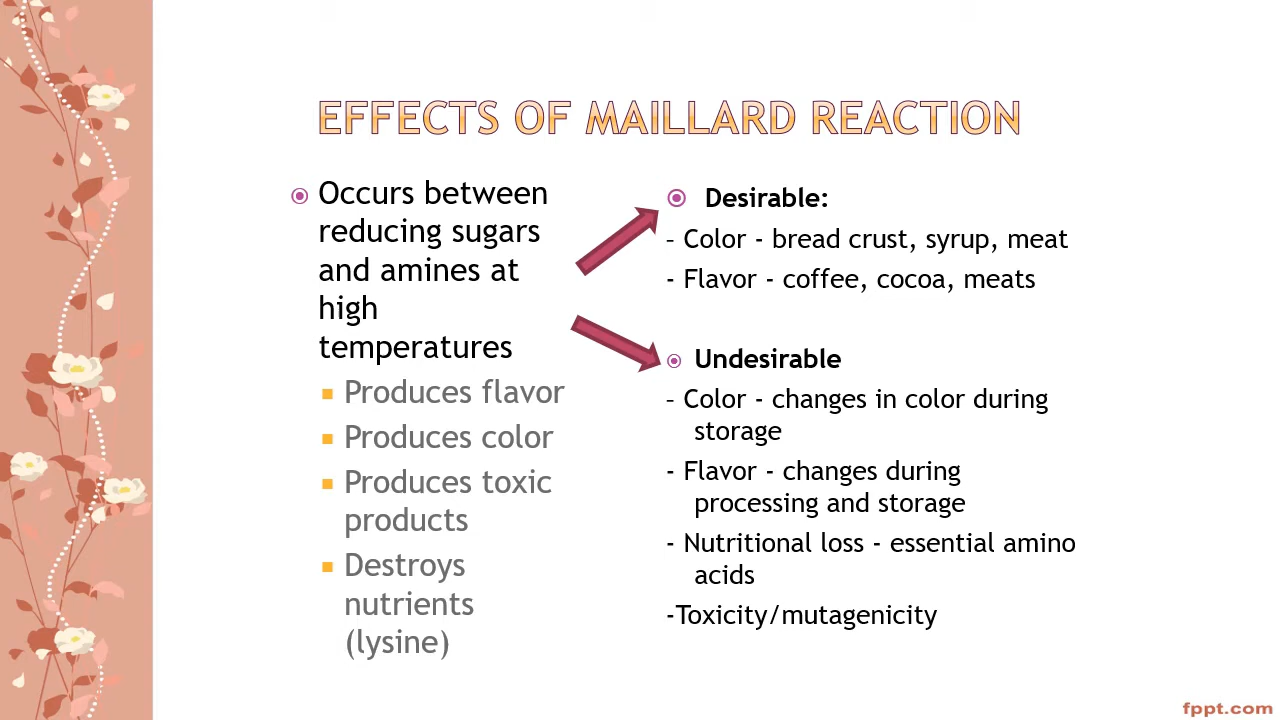 EFFECTS OF MAILLARD REACTION
Occurs between
reducing sugars
and amines at
high
temperatures
Produces flavor
Produces color
Produces toxic
products
Destroys
nutrients
(lysine)
Desirable:
- Color - bread crust, syrup, meat
- Flavor - coffee, cocoa, meats
Undesirable
- Color - changes in color during
storage
- Flavor - changes during
processing and storage
- Nutritional loss - essential amino
acids
-Toxicity/mutagenicity
fppt.com